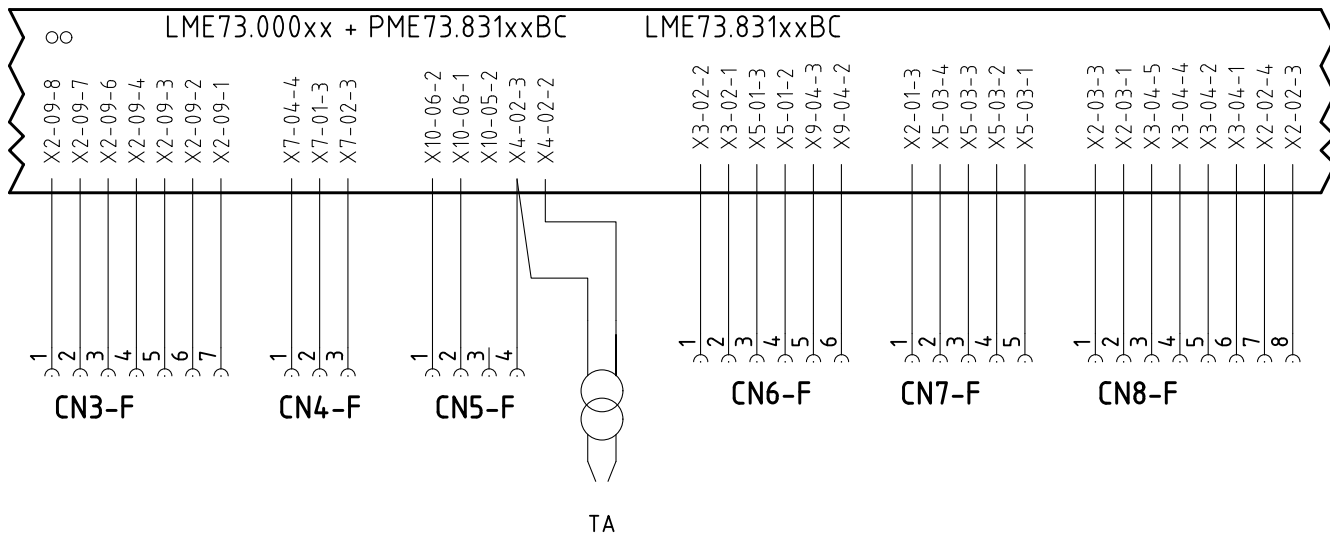 LME73.000xx + PME73.831xxBC LME73.831xxBC
X2-09-8
X2-09-7
X2-09-6
X2-09-4
X2-09-3
X2-09-2
X2-09-1
X7-04-4
X7-01-3
X7-02-3
X10-06-2
X10-06-1
X10-05-2
X4-02-3
X4-02-2
X3-02-2
X3-02-1
X5-01-3
X5-01-2
X9-04-3
X9-04-2
X2-01-3
X5-03-4
X5-03-3
X5-03-2
X5-03-1
X2-03-3
X2-03-1
X3-04-5
X3-04-4
X3-04-2
X3-04-1
X2-02-4
X2-02-3
1 2 3 4 5 6 7
1 2 3
1 2 3 4
1 2 3 4 5 6
1 2 3 4 5
1 2 3 4 5 6 7 8
CN3-F
CN4-F
CN5-F
CN6-F
CN7-F
CN8-F
TA